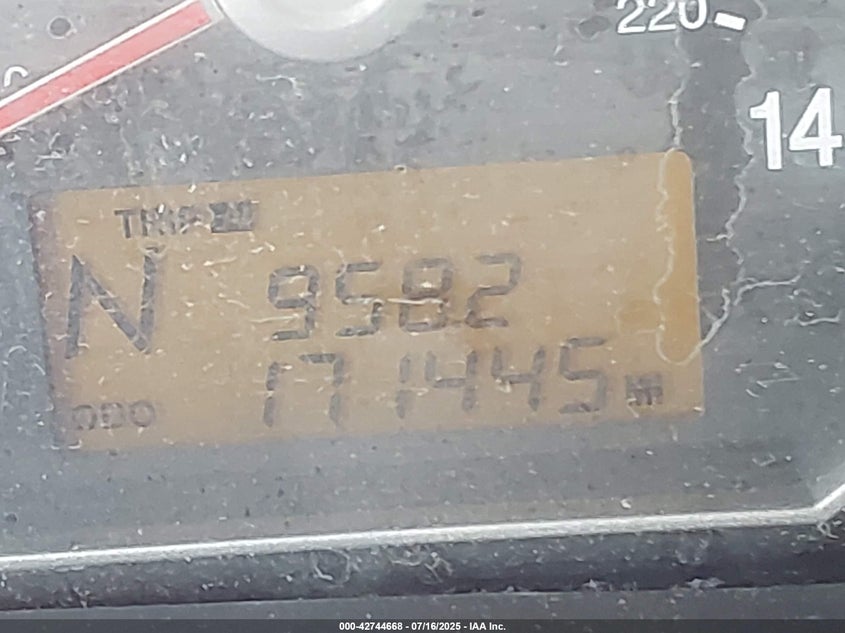 220
14
TRIP
N 958.2
ODO 171445 m
000-42744668 - 07/16/2025 - IAA Inc.